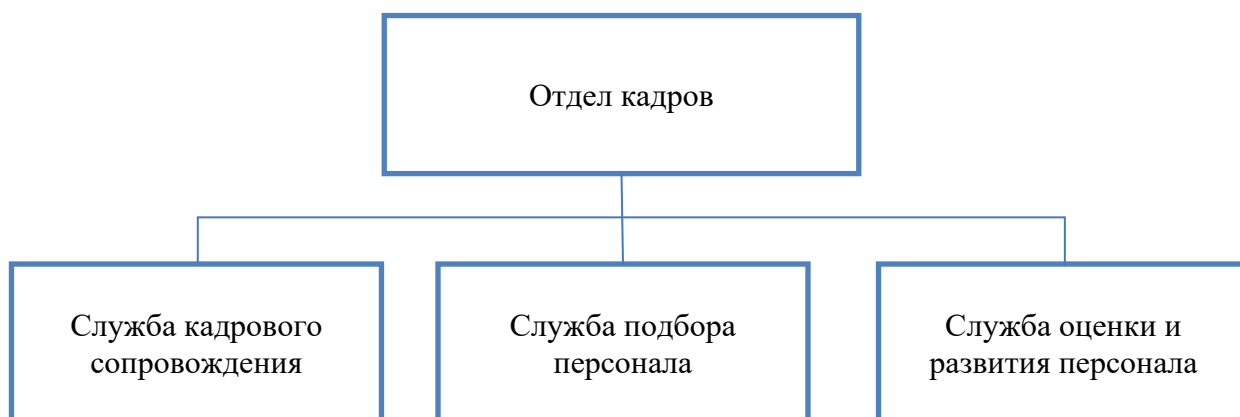 Отдел кадров
Служба кадрового
сопровождения
Служба подбора
персонала
Служба оценки и
развития персонала